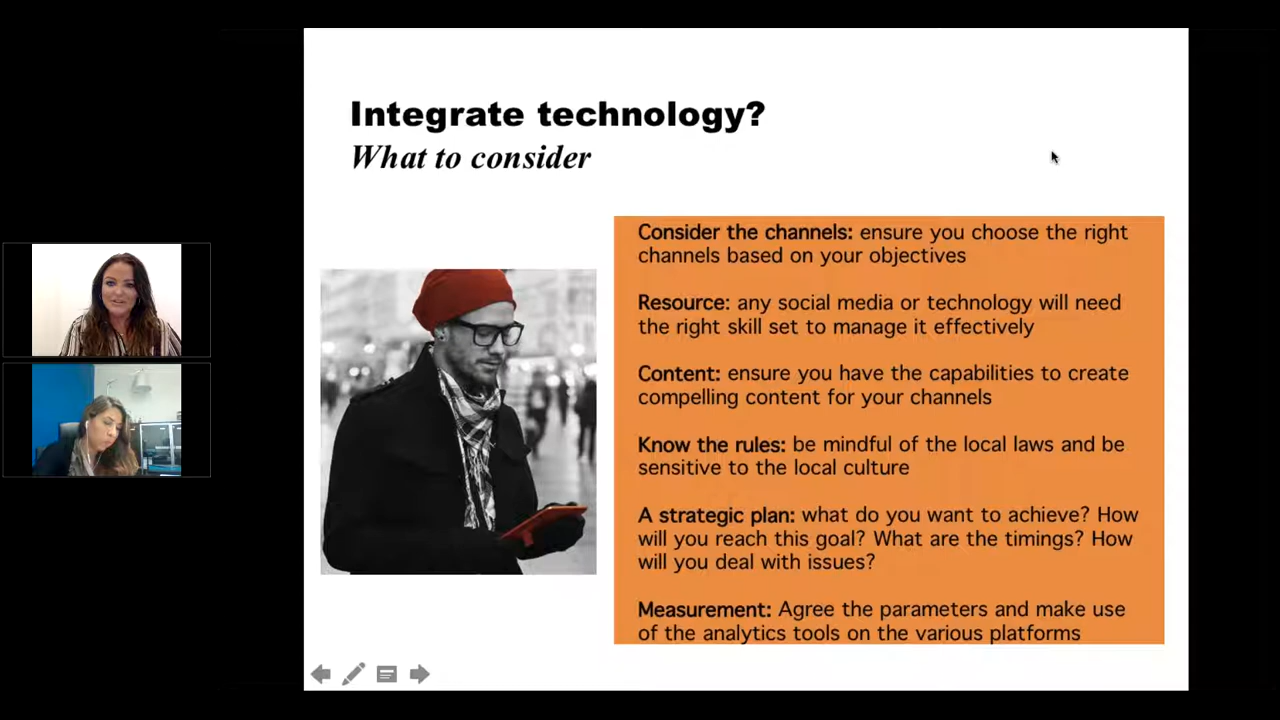 Integrate technology?
What to consider
Consider the channels: ensure you choose the right
channels based on your objectives
Resource: any social media or technology will need
the right skill set to manage it effectively
Content: ensure you have the capabilities to create
compelling content for your channels
Know the rules: be mindful of the local laws and be
sensitive to the local culture
A strategic plan: what do you want to achieve? How
will you reach this goal? What are the timings? How
will you deal with issues?
Measurement: Agree the parameters and make use
of the analytics tools on the various platforms